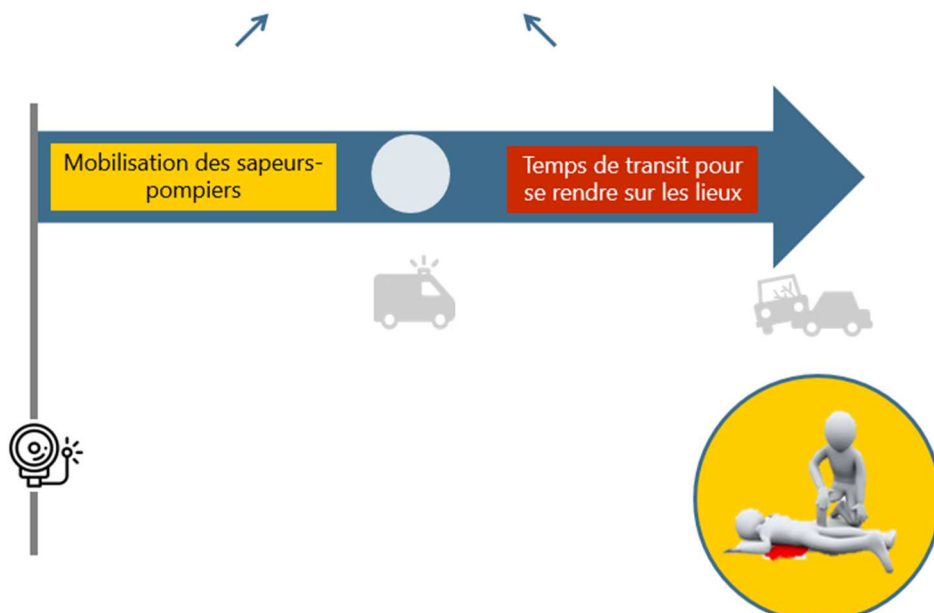 Mobilisation des sapeurs-
pompiers
Temps de transit pour
se rendre sur les lieux